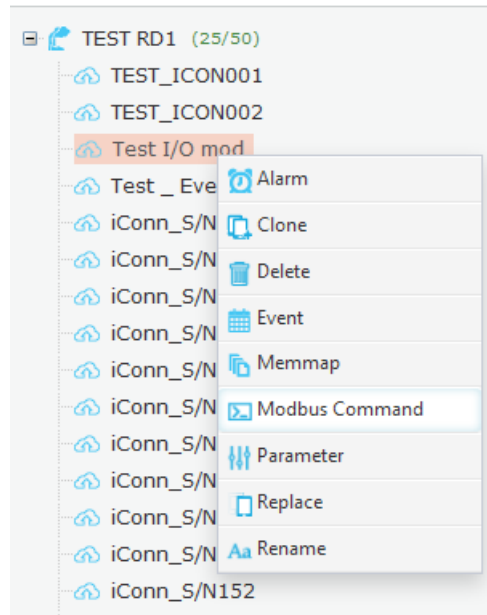 TEST RD1 (25/50)
TEST_ICON001
TEST_ICON002
Test I/O mod
Test _ Eve
iConn_S/N
iConn_S/N
iConn_S/N
iConn_S/N
iConn_S/N
iConn_S/N
iConn_S/N
iConn_S/N
iConn_S/N
iConn_S/N
iConn_S/N152
Alarm
Clone
Delete
Event
Memmap
Modbus Command
Parameter
Replace
Aa Rename